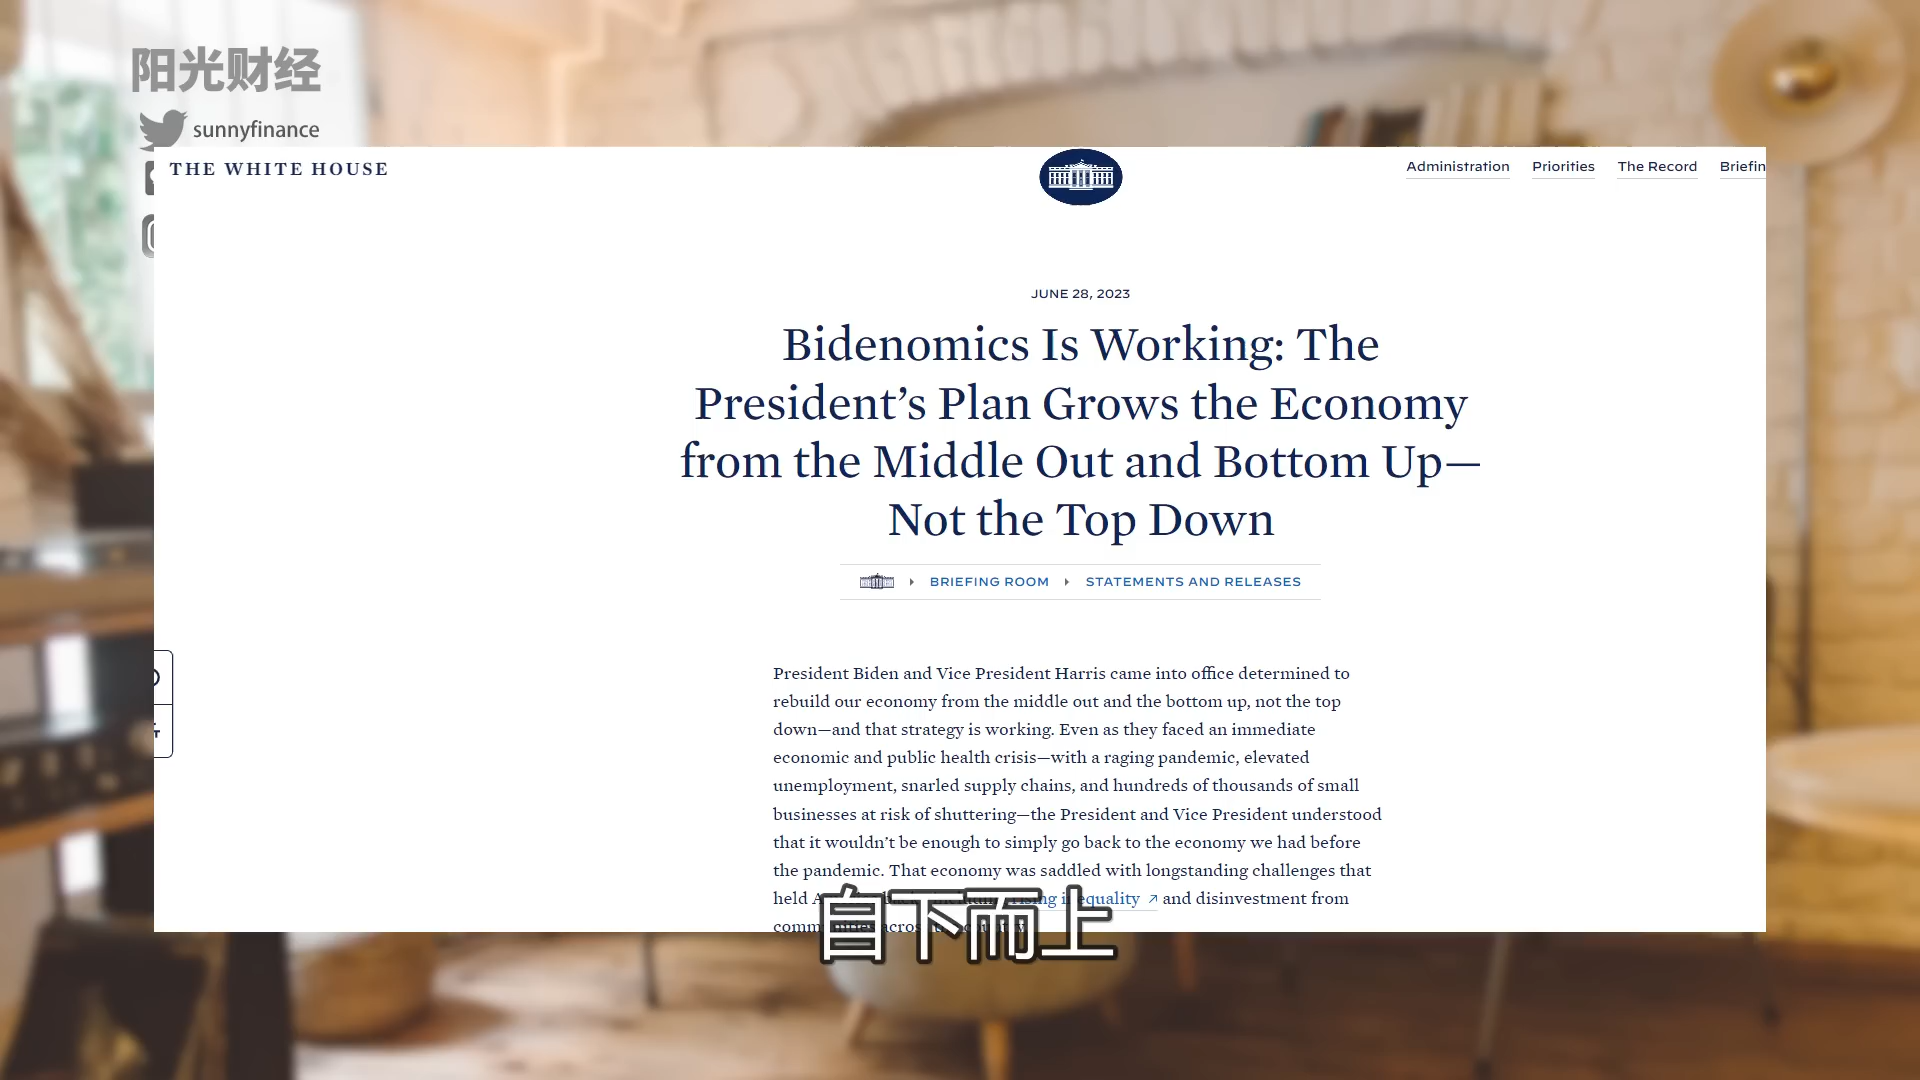 阳光财经
sunnyfinance
THE WHITE HOUSE
Administration Priorities The Record Briefin
JUNE 28, 2023
Bidenomics Is Working: The
President’s Plan Grows the Economy
from the Middle Out and Bottom Up—
Not the Top Down
BRIEFING ROOM
STATEMENTS AND RELEASES
President Biden and Vice President Harris came into office determined to
rebuild our economy from the middle out and the bottom up, not the top
down—and that strategy is working. Even as they faced an immediate
economic and public health crisis—with a raging pandemic, elevated
unemployment, snarled supply chains, and hundreds of thousands of small
businesses at risk of shuttering—the President and Vice President understood
that it wouldn’t be enough to simply go back to the economy we had before
the pandemic. That economy was saddled with longstanding challenges that
held inequality and disinvestment from
自下而上